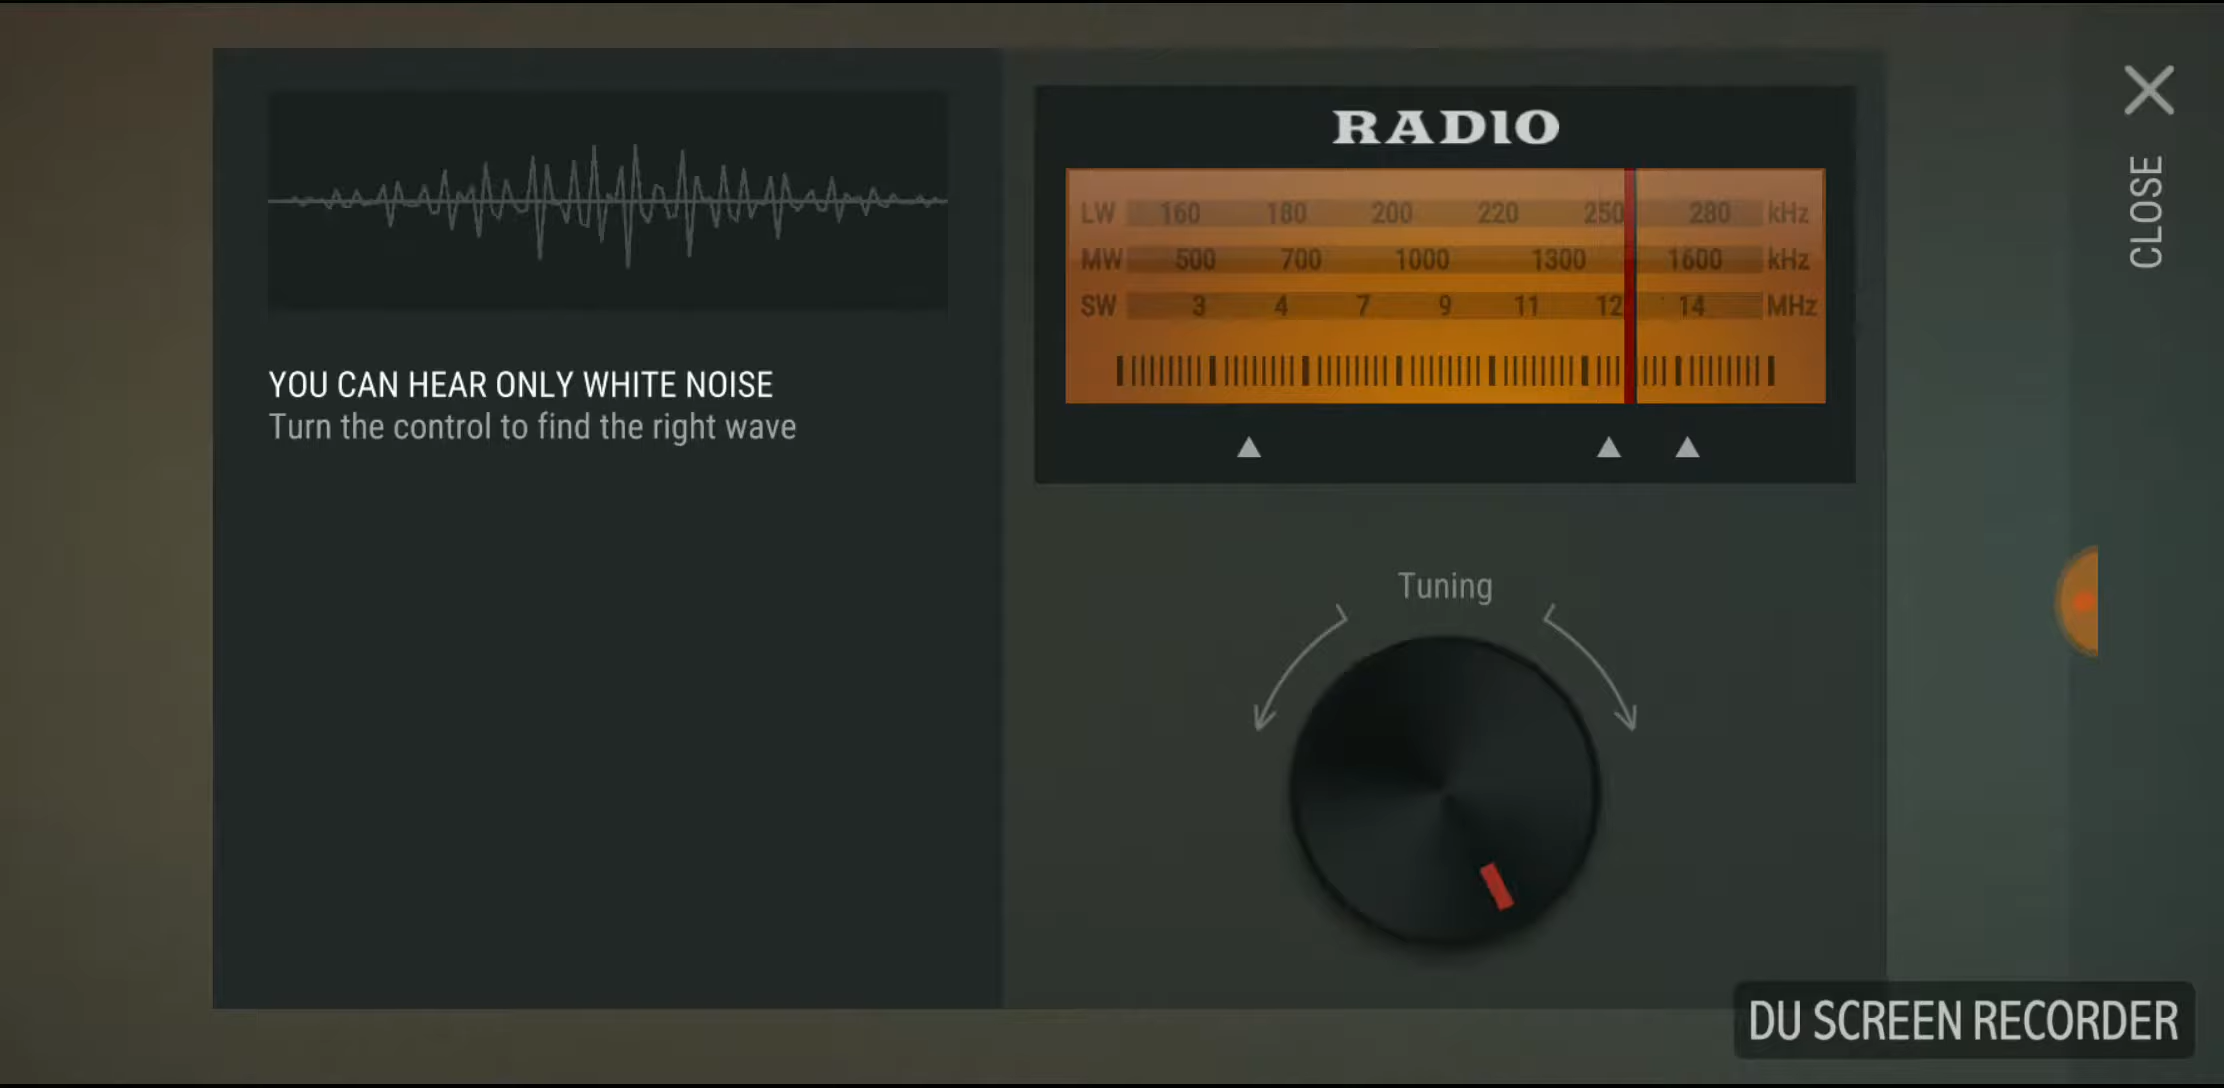 YOU CAN HEAR ONLY WHITE NOISE
Turn the control to find the right wave
RADIO
LW 160 180 200 220 250 280 kHz
MW 500 700 1000 1300 1600 kHz
SW 3 4 7 9 11 12 14 MHz
Tuning
CLOSE
DU SCREEN RECORDER